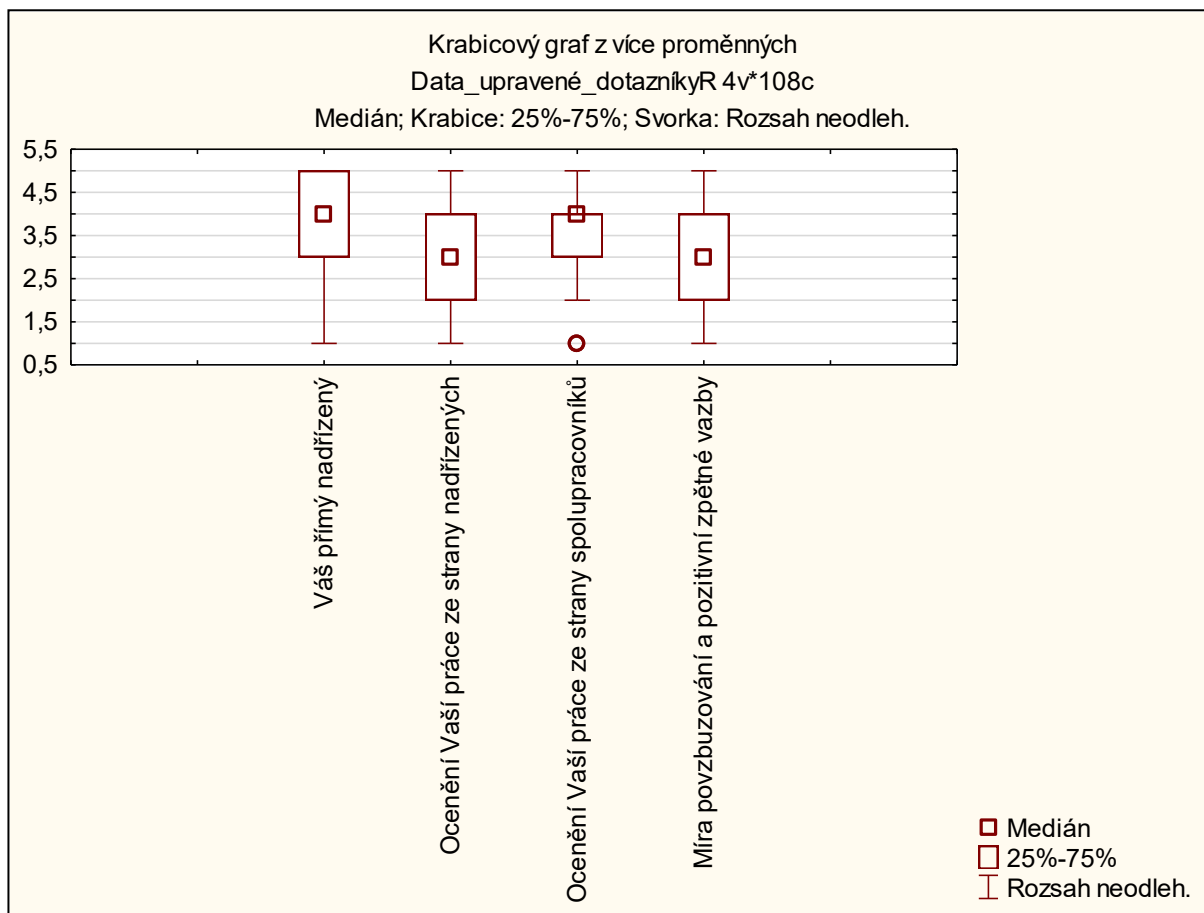 Krabicový graf z více proměnných
Data_upravené_dotazníkyR 4v*108c
Medián; Krabice: 25%-75%; Svorka: Rozsah neodleh.
5,5
4,5
3,5
2,5
1,5
0,5
Váš přímý nadřízený
Ocenění Vaší práce ze strany nadřízených
Ocenění Vaší práce ze strany spolupracovníků
Míra povzbuzování a pozitivní zpětné vazby
Medián
25%-75%
Rozsah neodleh.